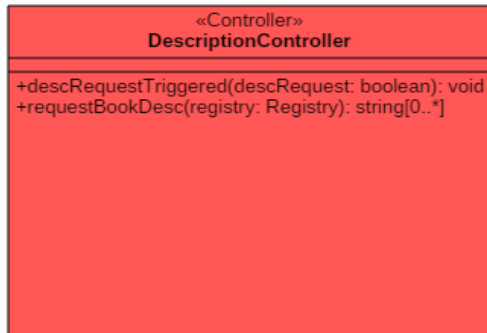 «Controller»
DescriptionController
+descRequestTriggered(descRequest: boolean): void
+requestBookDesc(registry: Registry): string[0..*]